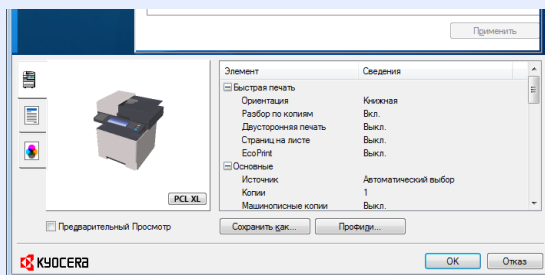 Применить
Элемент Сведения
Быстрая печать
Ориентация Книжная
Разбор по копиям Вкл.
Двусторонняя печать Выкл.
Страниц на листе Выкл.
EcoPrint Выкл.
Основные
Источник Автоматический выбор
Копии 1
Машинописные копии Выкл.
PCL XL
Предварительный Просмотр Сохранить как... Профили...
KYOCERA OK Отказ